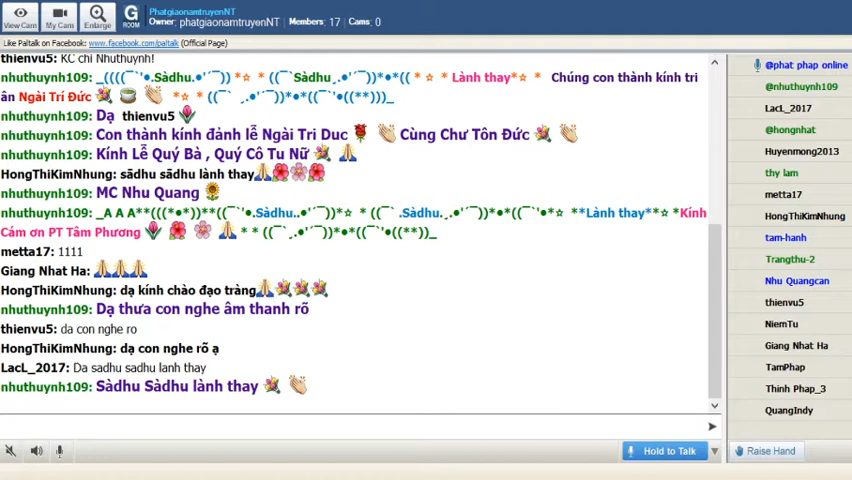 View Cam
My Cam
Enlarge
G
ROOM
PhatgiaonamtruyenNT
Owner: phatgiaonamtruyenNT Members: 17 Cams: 0
Like Paltalk on Facebook: www.facebook.com/paltalk (Official Page)
thienvu5: KC chi Nhuthuynh!
nhuthuynh109: _((((¯`'•.Sàdhu.•'´¯)) *☆ * ((¯`Sàdhu¸.•'´¯))*•*(( * ☆ * Lành thay*☆ * Chúng con thành kính tri
ân Ngài Trí Đức *☆ * ((¯` ¸.•'´¯))*•*((¯`'•((**)))_
nhuthuynh109: Dạ thienvu5
nhuthuynh109: Con thành kính đảnh lễ Ngài Tri Duc Cùng Chư Tôn Đức
nhuthuynh109: Kính Lễ Quý Bà , Quý Cô Tu Nữ
HongThiKimNhung: sādhu sādhu lành thay
nhuthuynh109: MC Nhu Quang
nhuthuynh109: _A A A**(((*•*))**((¯`'•.Sàdhu..•'´¯))*☆ * ((¯` .Sàdhu¸.•'´¯))*•*((¯`'•*☆ **Lành thay**☆ *Kính
Cám ơn PT Tâm Phương * * ((¯`´¸.•'´¯))*•*((¯`'•((**))_
metta17: 1111
Giang Nhat Ha:
HongThiKimNhung: dạ kính chào đạo tràng
nhuthuynh109: Dạ thưa con nghe âm thanh rõ
thienvu5: da con nghe ro
HongThiKimNhung: dạ con nghe rõ ạ
LacL_2017: Da sadhu sadhu lanh thay
nhuthuynh109: Sàdhu Sàdhu lành thay
Hold to Talk
@phat phap online
@nhuthuynh109
LacL_2017
@hongnhat
Huyenmong2013
thy lam
metta17
HongThiKimNhung
tam-hanh
Trangthu-2
Nhu Quangcan
thienvu5
NiemTu
Giang Nhat Ha
TamPhap
Thinh Phap_3
QuangIndy
Raise Hand